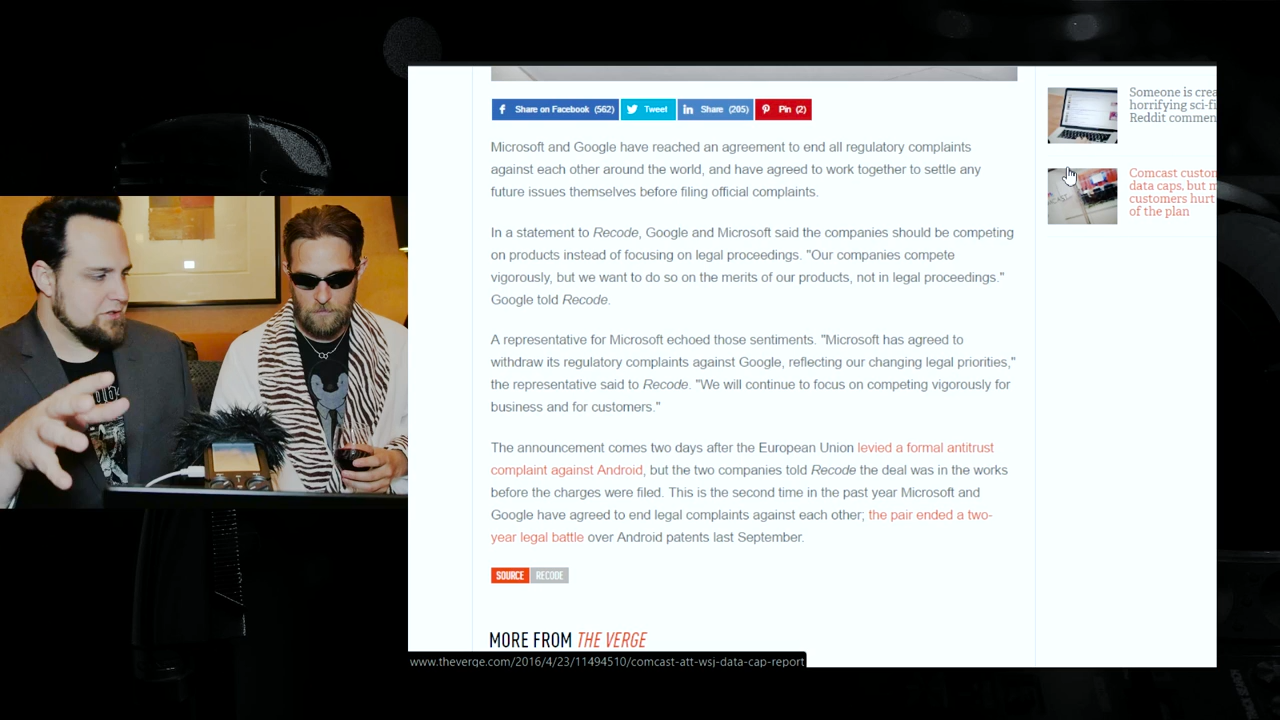 Share on Facebook (562) Tweet Share (205) Pin (2)
Microsoft and Google have reached an agreement to end all regulatory complaints
against each other around the world, and have agreed to work together to settle any
future issues themselves before filing official complaints.
In a statement to Recode, Google and Microsoft said the companies should be competing
on products instead of focusing on legal proceedings. "Our companies compete
vigorously, but we want to do so on the merits of our products, not in legal proceedings."
Google told Recode.
A representative for Microsoft echoed those sentiments. "Microsoft has agreed to
withdraw its regulatory complaints against Google, reflecting our changing legal priorities,"
the representative said to Recode. "We will continue to focus on competing vigorously for
business and for customers."
The announcement comes two days after the European Union levied a formal antitrust
complaint against Android, but the two companies told Recode the deal was in the works
before the charges were filed. This is the second time in the past year Microsoft and
Google have agreed to end legal complaints against each other; the pair ended a two-
year legal battle over Android patents last September.
SOURCE RECODE
MORE FROM THE VERGE
www.theverge.com/2016/4/23/11494510/comcast-att-wsj-data-cap-report
Someone is crea
horrifying sci-fi
Reddit commen
Comcast custom
data caps, but m
customers hurt
of the plan